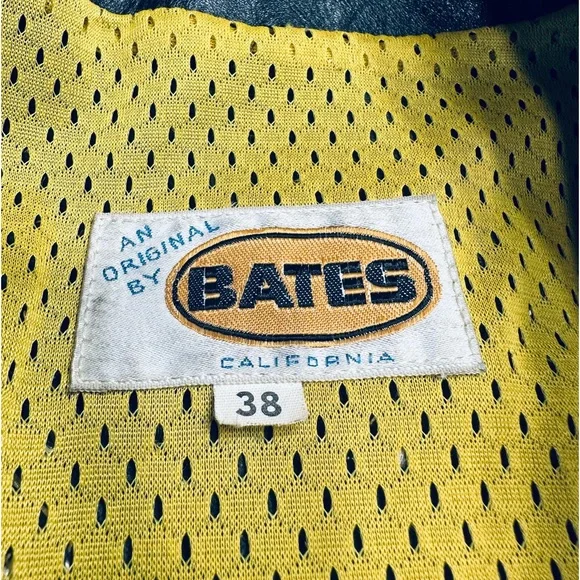 AN
ORIGINAL
BY
BATES
CALIFORNIA
38